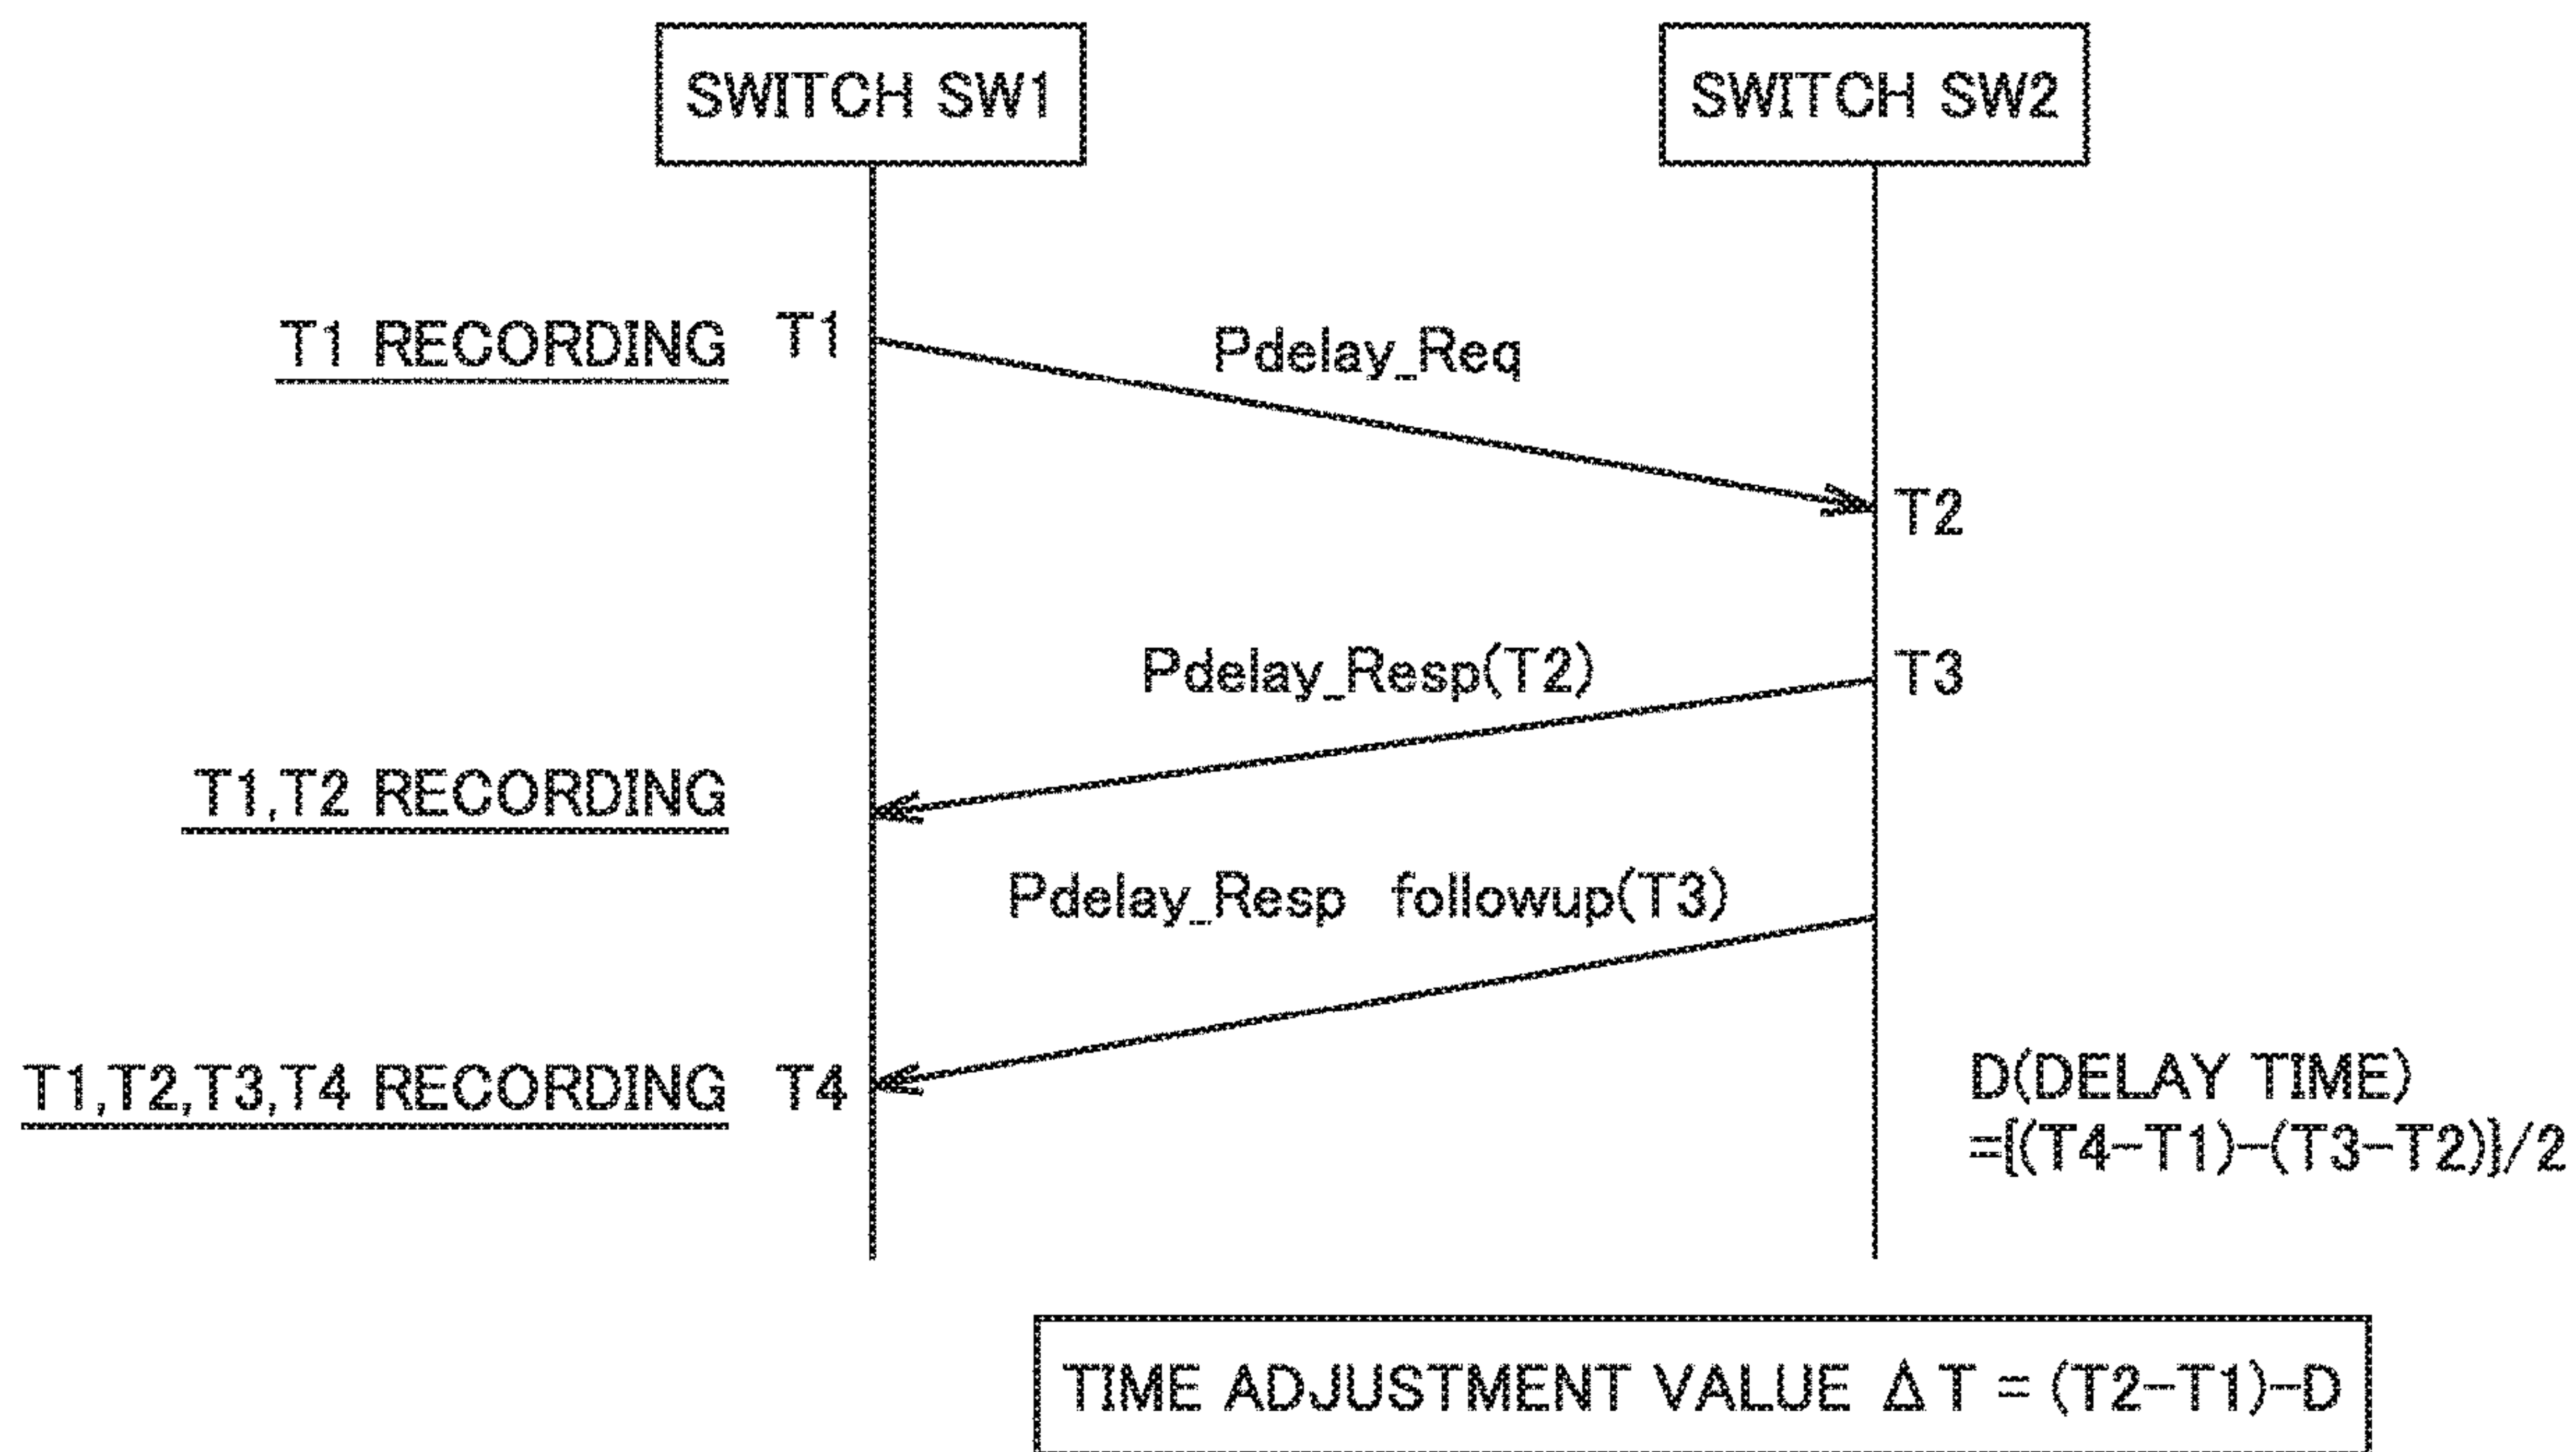 SWITCH SW1
SWITCH SW2
T1 RECORDING
T1
Pdelay_Req
T2
Pdelay_Resp(T2)
T3
T1,T2 RECORDING
Pdelay_Resp followup(T3)
T1,T2,T3,T4 RECORDING
T4
D(DELAY TIME)
={(T4-T1)-(T3-T2)}/2
TIME ADJUSTMENT VALUE ΔT = (T2-T1)-D